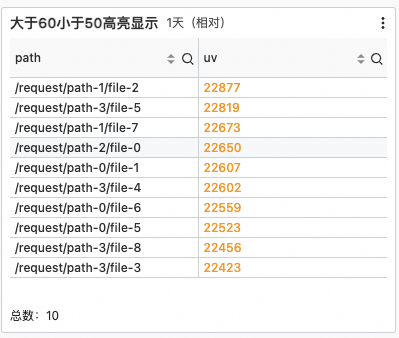 大于60小于50高亮显示 1天（相对）
path uv
/request/path-1/file-2 22877
/request/path-3/file-5 22819
/request/path-1/file-7 22673
/request/path-2/file-0 22650
/request/path-0/file-1 22607
/request/path-3/file-4 22602
/request/path-0/file-6 22559
/request/path-0/file-5 22523
/request/path-3/file-8 22456
/request/path-3/file-3 22423
总数：10